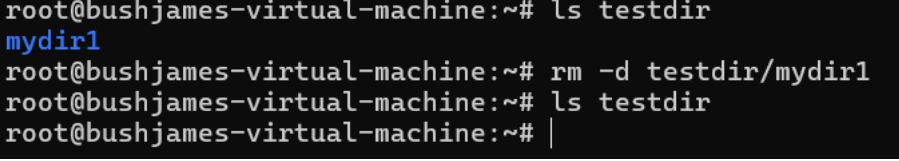 root@bushjames-virtual-machine:~# ls testdir
mydir1
root@bushjames-virtual-machine:~# rm -d testdir/mydir1
root@bushjames-virtual-machine:~# ls testdir
root@bushjames-virtual-machine:~#